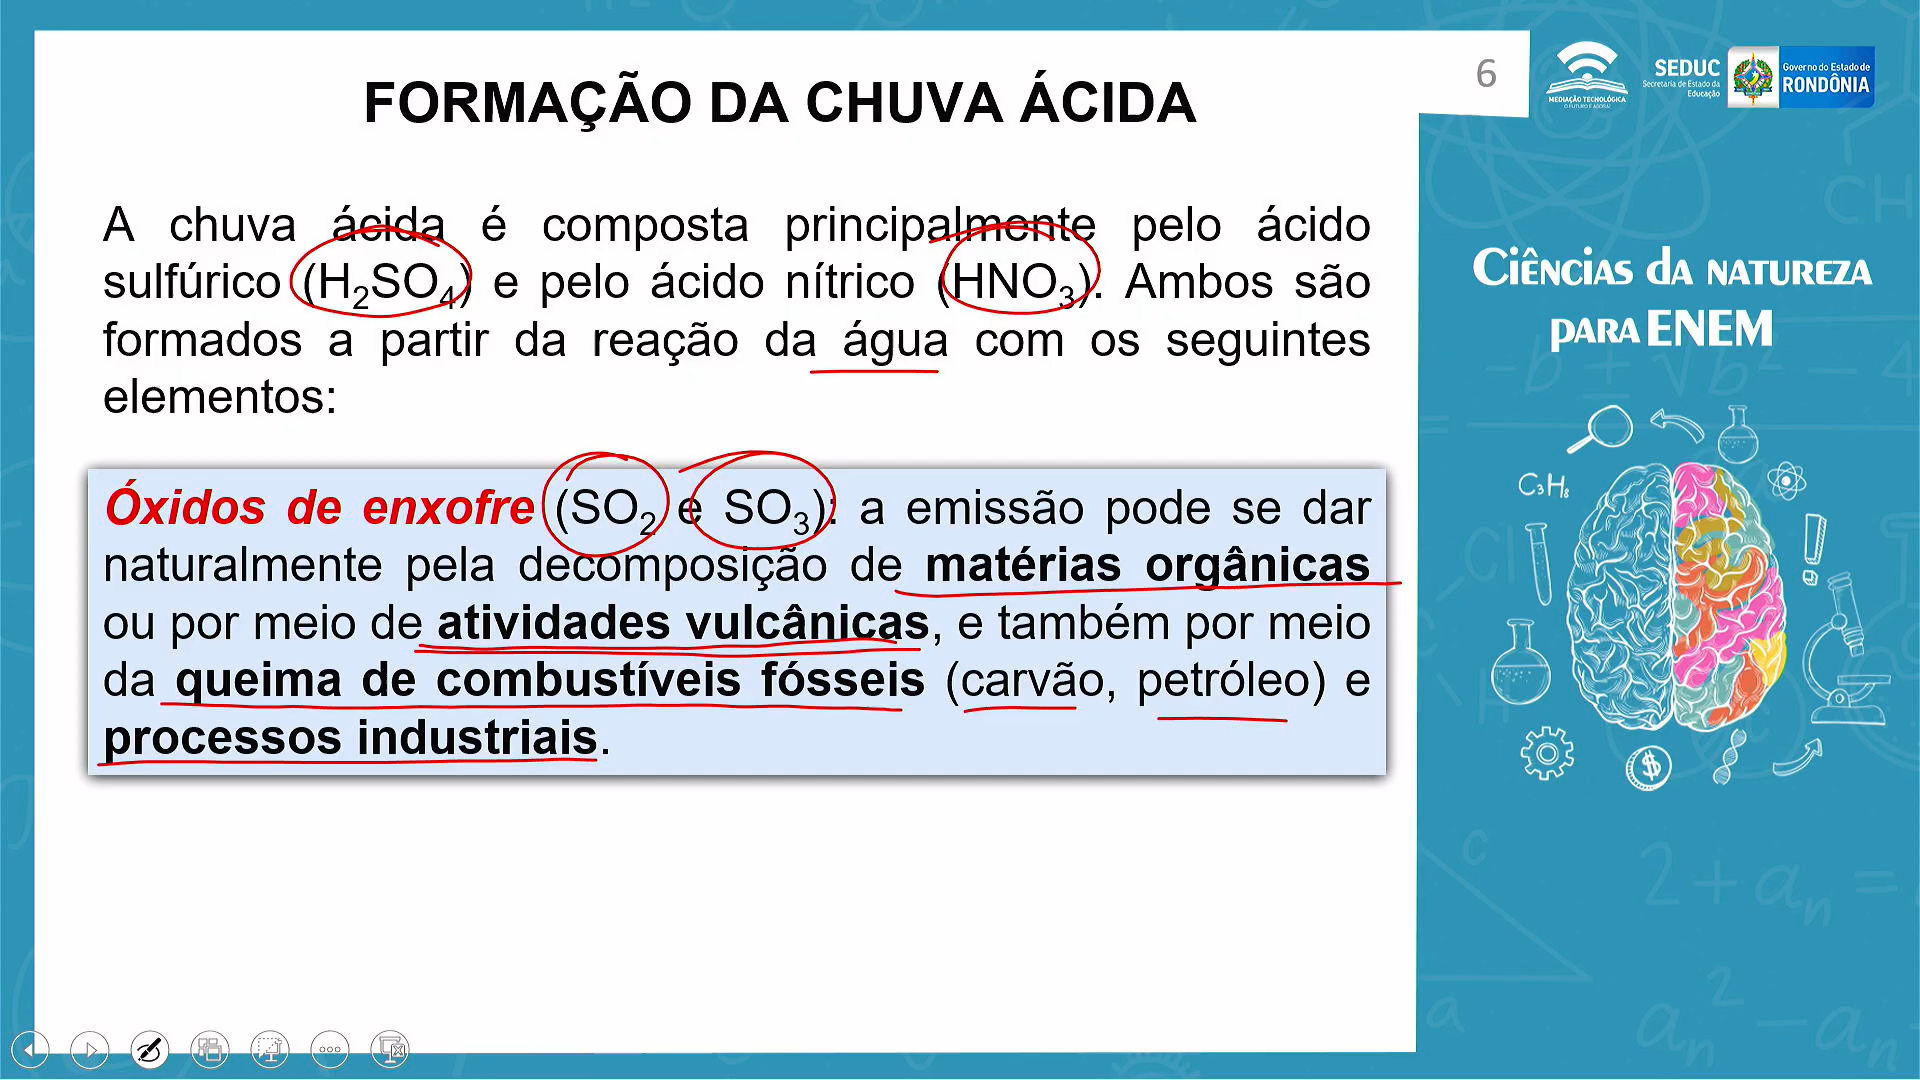 FORMAÇÃO DA CHUVA ÁCIDA
6
MEDIAÇÃO TECNOLÓGICA
O FUTURO É AGORA!
SEDUC
Secretaria de Estado da
Educação
Governo do Estado de
RONDÔNIA
A chuva ácida é composta principalmente pelo ácido
sulfúrico (H₂SO₄) e pelo ácido nítrico (HNO₃). Ambos são
formados a partir da reação da água com os seguintes
elementos:
Óxidos de enxofre (SO₂ e SO₃): a emissão pode se dar
naturalmente pela decomposição de matérias orgânicas
ou por meio de atividades vulcânicas, e também por meio
da queima de combustíveis fósseis (carvão, petróleo) e
processos industriais.
CIÊNCIAS DA NATUREZA
PARA ENEM
C₃H₈